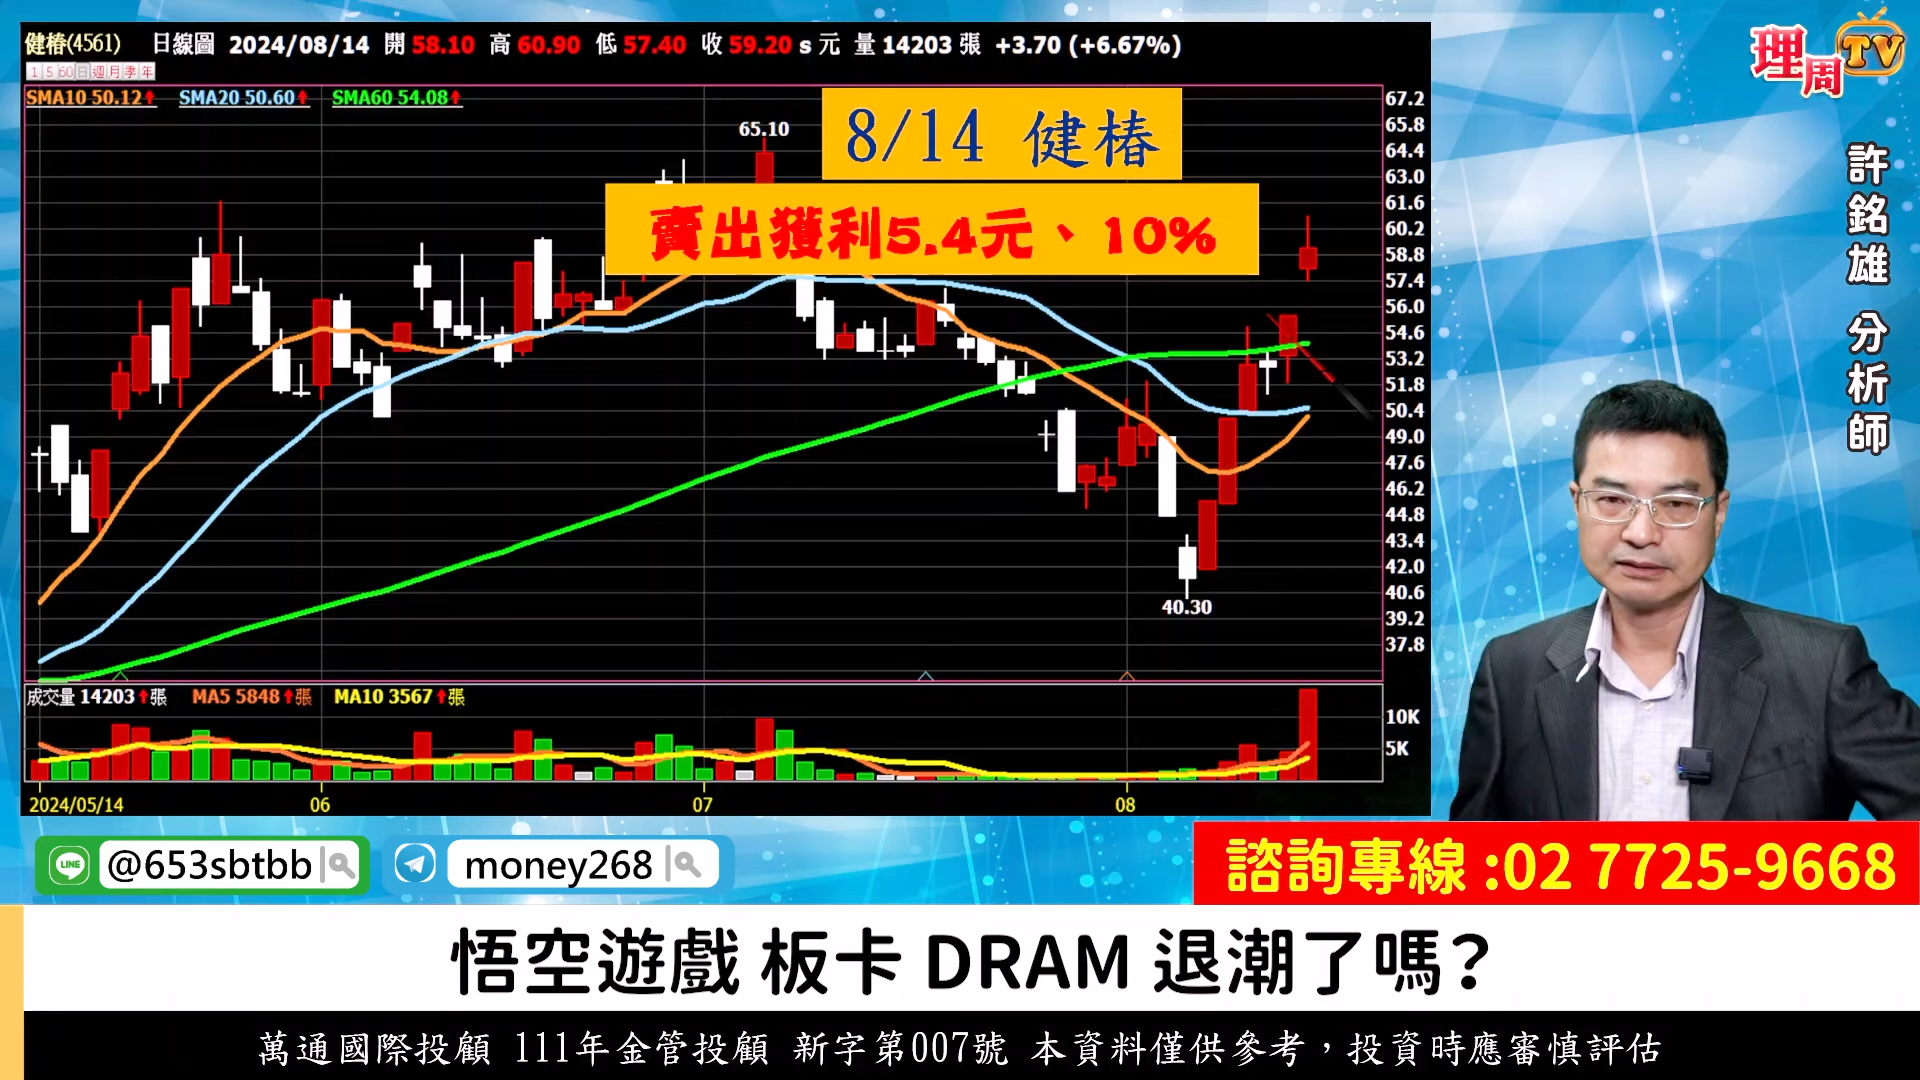 健椿(4561) 日線圖 2024/08/14 開 58.10 高 60.90 低 57.40 收 59.20 s 元 量 14203 張 +3.70 (+6.67%)
1 5 60 日 週 月 季 年
SMA10 50.12 SMA20 50.60 SMA60 54.08
8/14 健椿
賣出獲利5.4元、10%
65.10
40.30
67.2
65.8
64.4
63.0
61.6
60.2
58.8
57.4
56.0
54.6
53.2
51.8
50.4
49.0
47.6
46.2
44.8
43.4
42.0
40.6
39.2
37.8
成交量 14203 張 MA5 5848 張 MA10 3567 張
10K
5K
2024/05/14 06 07 08
理周TV
許銘雄 分析師
LINE @653sbtbb
money268
諮詢專線 :02 7725-9668
悟空遊戲 板卡 DRAM 退潮了嗎?
萬通國際投顧 111年金管投顧 新字第007號 本資料僅供參考,投資時應審慎評估